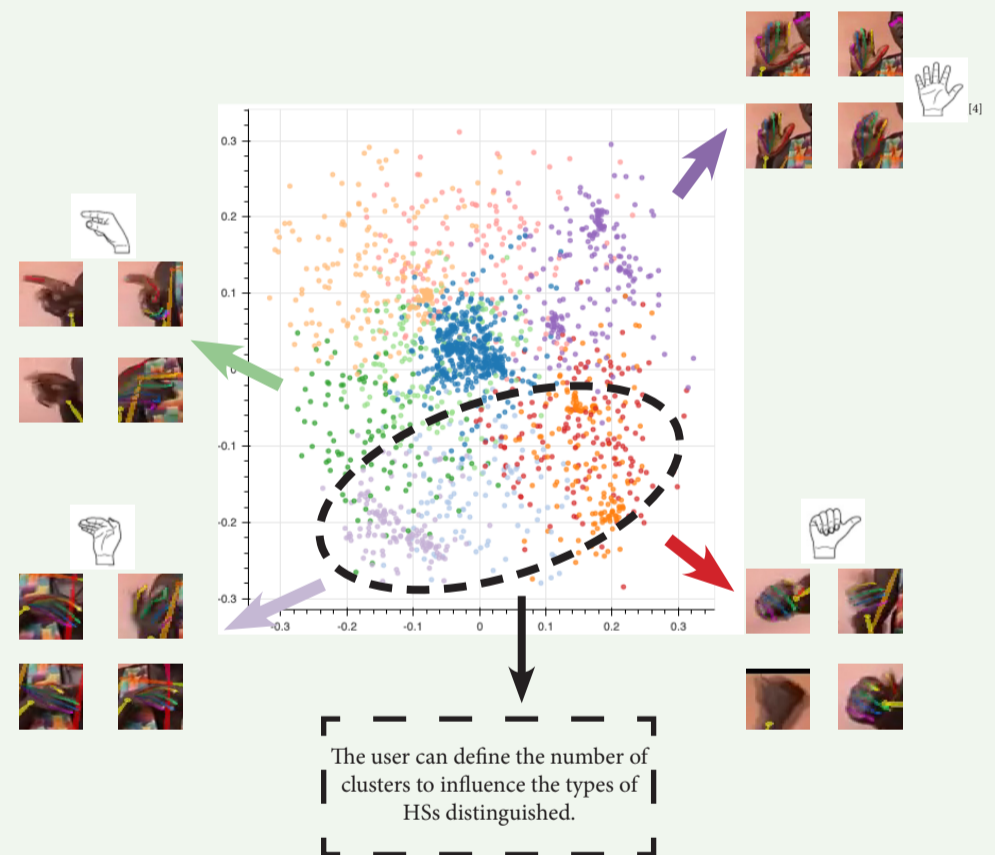 [4]
0.3
0.2
0.1
0
-0.1
-0.2
-0.3
-0.3 -0.2 -0.1 0 0.1 0.2 0.3
The user can define the number of
clusters to influence the types of
HSs distinguished.